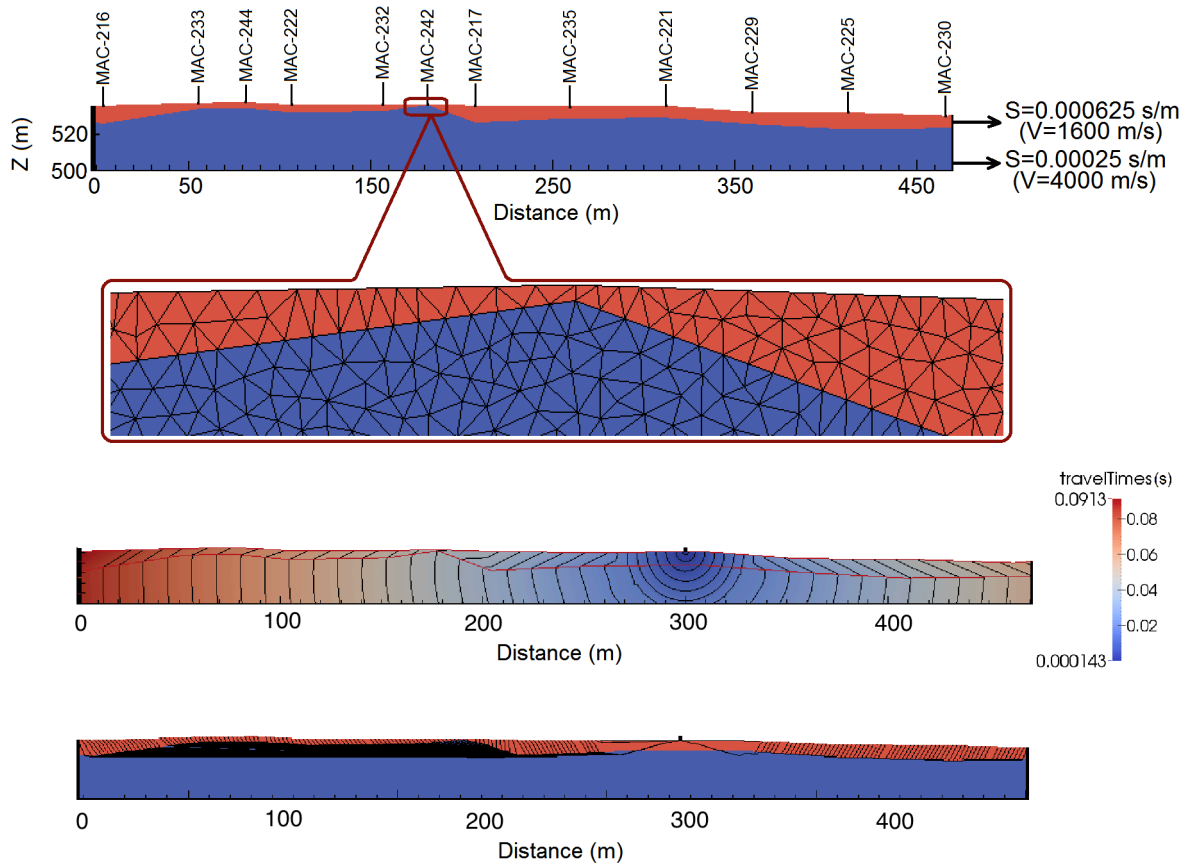 MAC-216
MAC-233
MAC-244
MAC-222
MAC-232
MAC-242
MAC-217
MAC-235
MAC-221
MAC-229
MAC-225
MAC-230
Z (m)
520
500
S=0.000625 s/m
(V=1600 m/s)
S=0.00025 s/m
(V=4000 m/s)
0 50 150 250 350 450
Distance (m)
travelTimes(s)
0.0913
0.08
0.06
0.04
0.02
0.000143
0 100 200 300 400
Distance (m)
0 100 200 300 400
Distance (m)